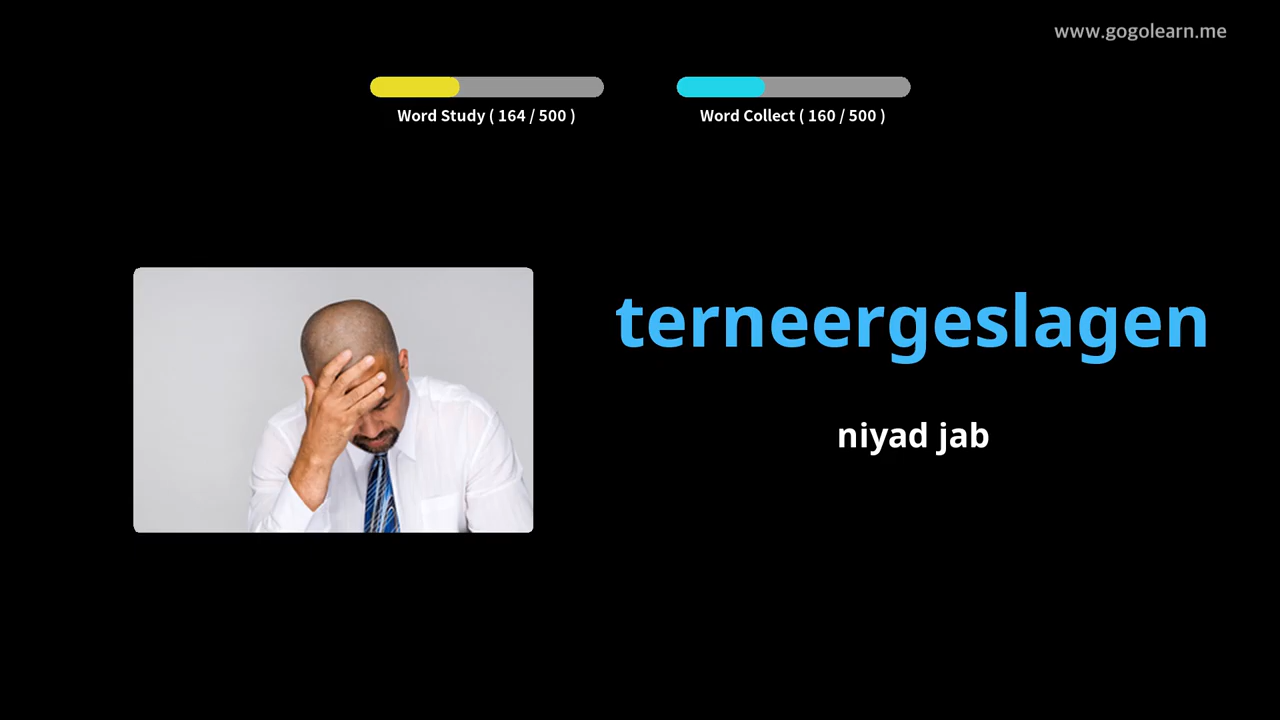 www.gogolearn.me
Word Study ( 164 / 500 )
Word Collect ( 160 / 500 )
terneergeslagen
niyad jab